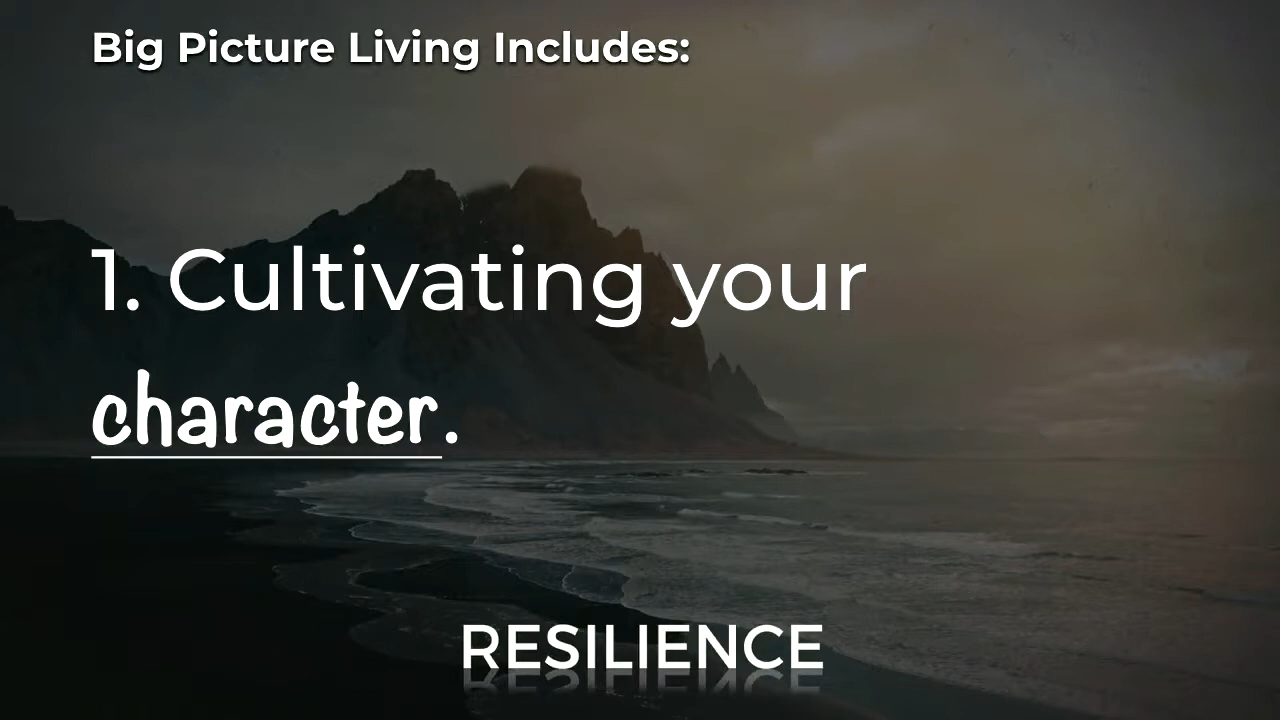 Big Picture Living Includes:
1. Cultivating your
character.
RESILIENCE